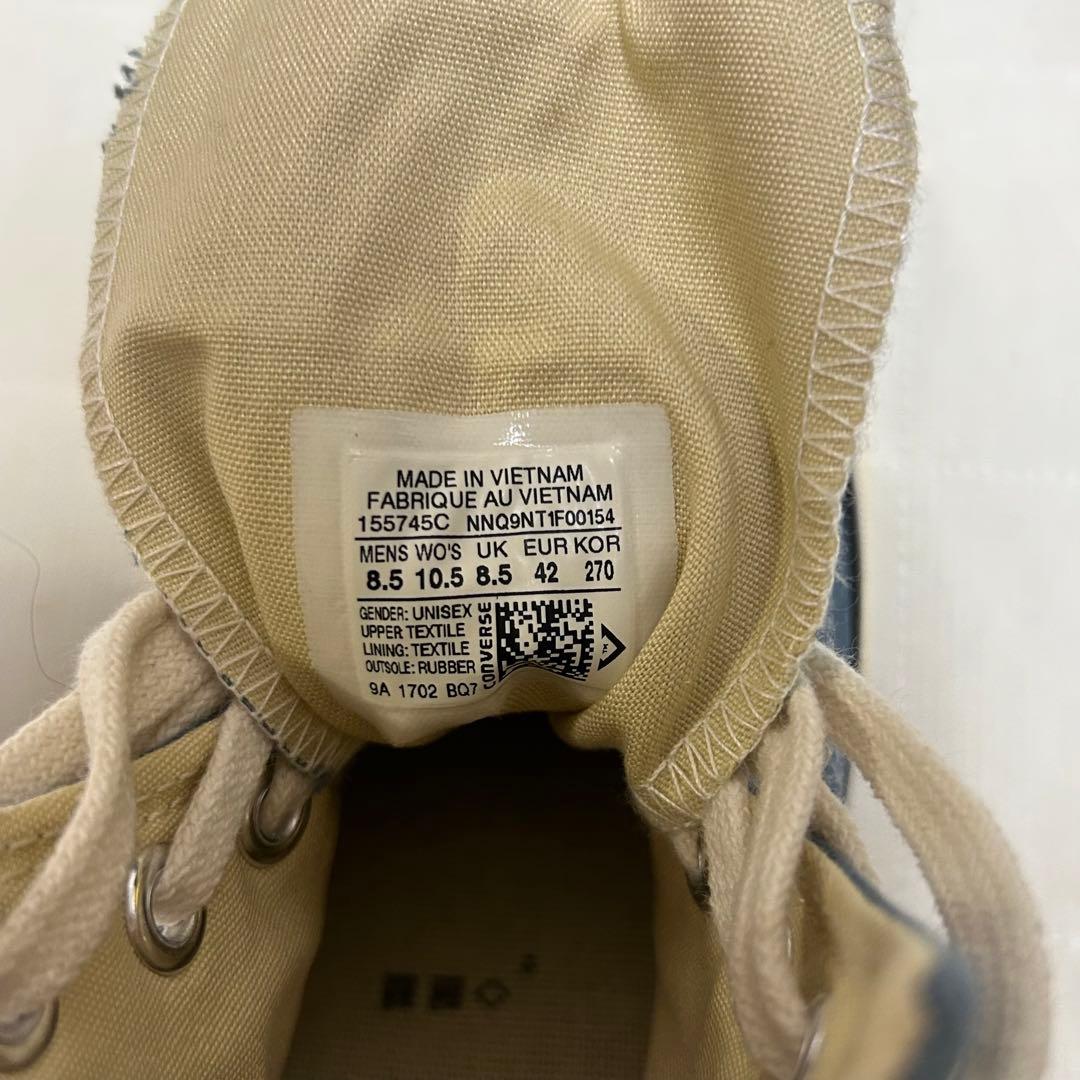 MADE IN VIETNAM
FABRIQUE AU VIETNAM
155745C NNQ9NT1F00154
MENS WO'S UK EUR KOR
8.5 10.5 8.5 42 270
GENDER: UNISEX
UPPER: TEXTILE
LINING: TEXTILE
OUTSOLE: RUBBER
CONVERSE
9A 1702 BQ7